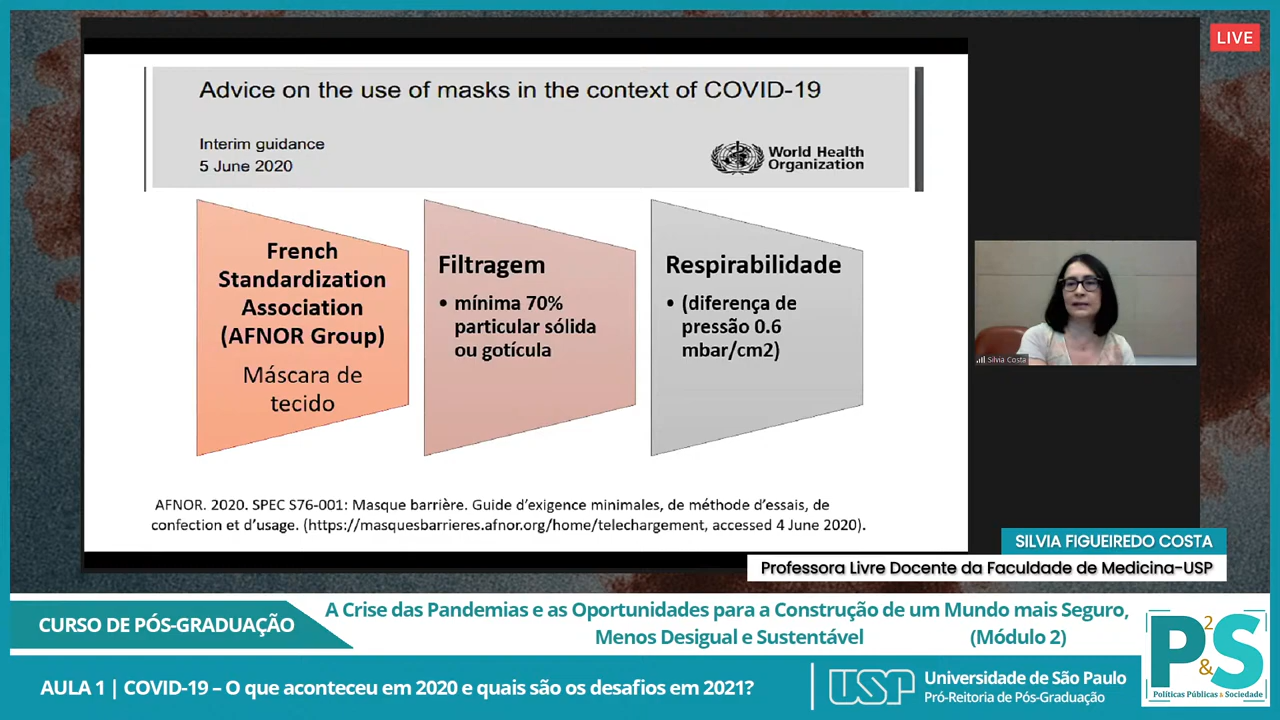 LIVE
Advice on the use of masks in the context of COVID-19
Interim guidance
5 June 2020
World Health
Organization
French
Standardization
Association
(AFNOR Group)
Máscara de
tecido
Filtragem
• mínima 70%
particular sólida
ou gotícula
Respirabilidade
• (diferença de
pressão 0.6
mbar/cm2)
Silvia Costa
AFNOR. 2020. SPEC S76-001: Masque barrière. Guide d'exigence minimales, de méthode d'essais, de
confection et d'usage. (https://masquesbarrieres.afnor.org/home/telechargement, accessed 4 June 2020).
SILVIA FIGUEIREDO COSTA
Professora Livre Docente da Faculdade de Medicina-USP
CURSO DE PÓS-GRADUAÇÃO
A Crise das Pandemias e as Oportunidades para a Construção de um Mundo mais Seguro,
Menos Desigual e Sustentável (Módulo 2)
AULA 1 | COVID-19 – O que aconteceu em 2020 e quais são os desafios em 2021?
USP
Universidade de São Paulo
Pró-Reitoria de Pós-Graduação
P2&S
Políticas Públicas & Sociedade